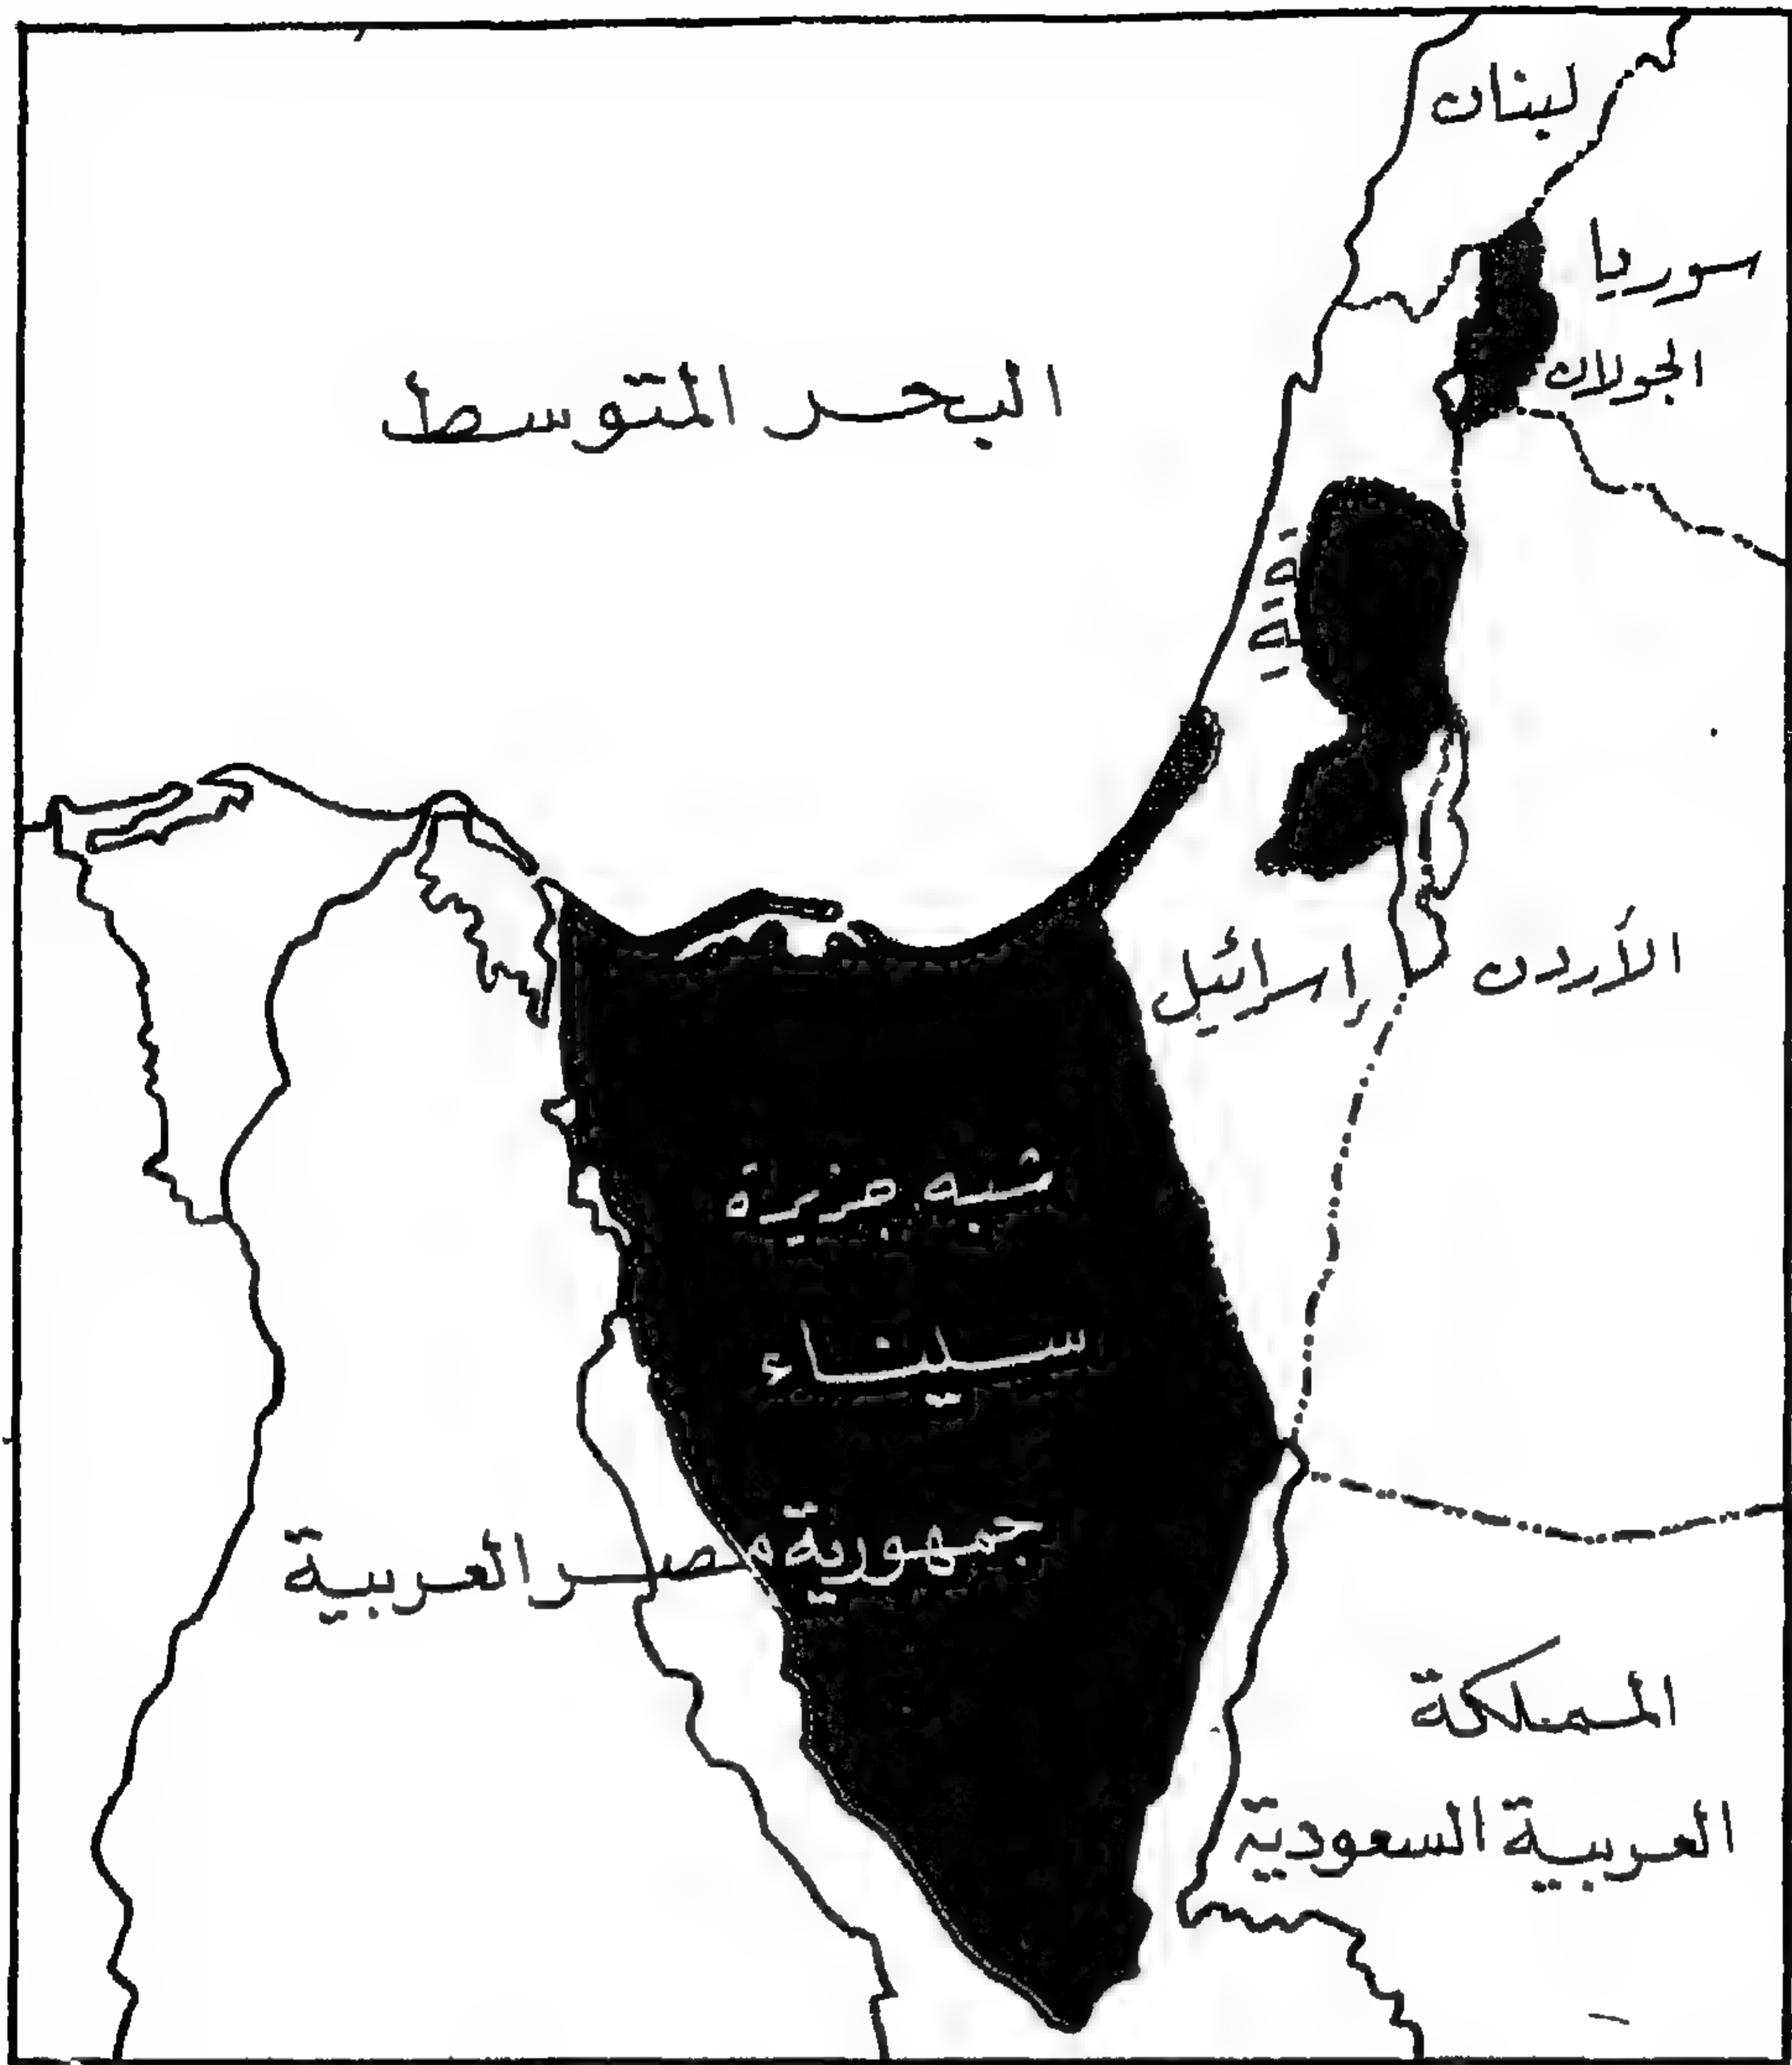 لبنان
سوريا
الجولان
البحر المتوسط
إسرائيل
الأردن
شبه جزيرة
سيناء
جمهورية مصر العربية
المملكة
العربية السعودية